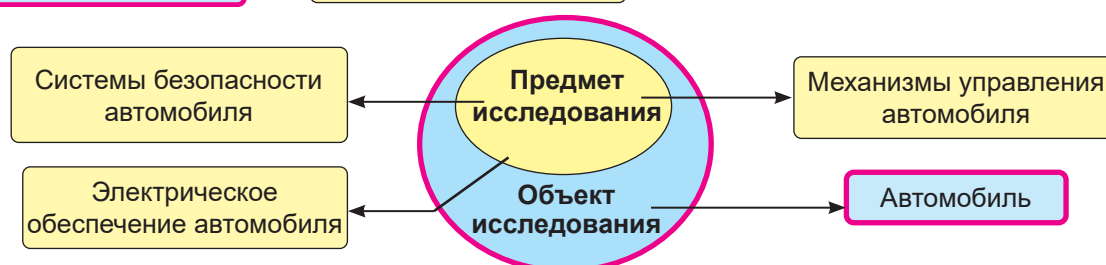 Системы безопасности
автомобиля
Предмет
исследования
Механизмы управления
автомобиля
Электрическое
обеспечение автомобиля
Объект
исследования
Автомобиль